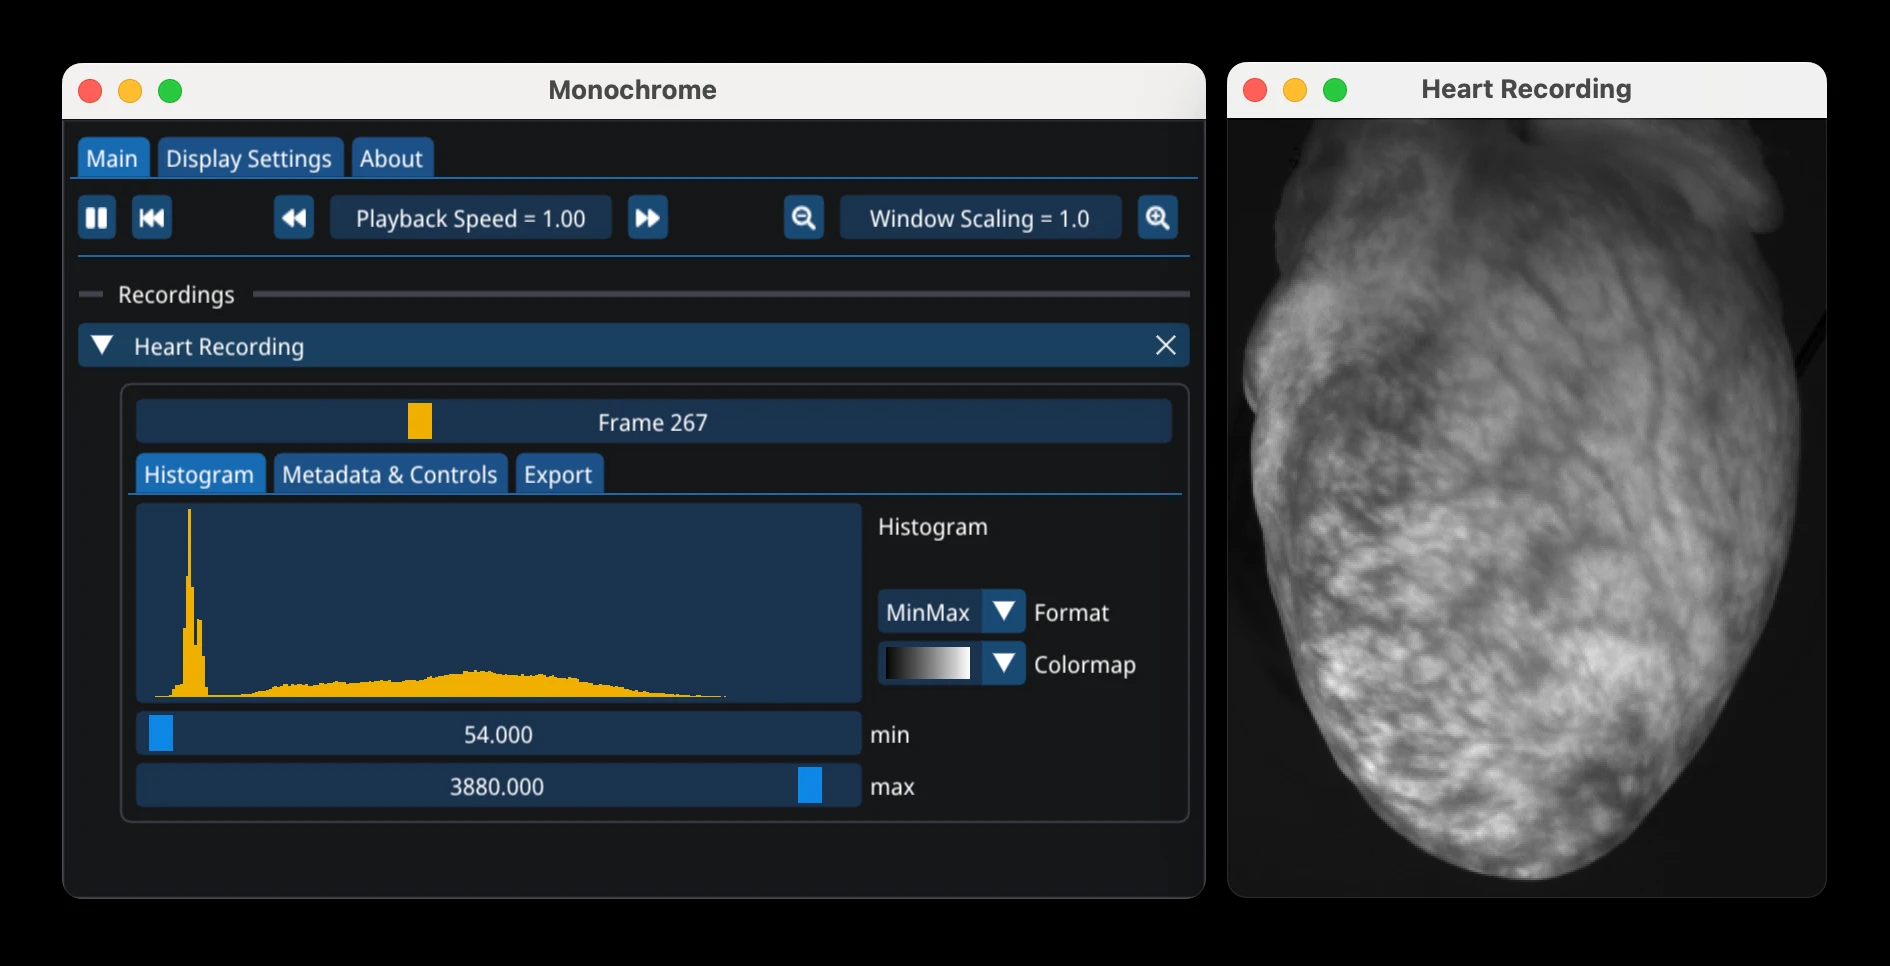 Monochrome
Main Display Settings About
Playback Speed = 1.00 Window Scaling = 1.0
Recordings
Heart Recording
Frame 267
Histogram Metadata & Controls Export
Histogram
MinMax Format
Colormap
54.000 min
3880.000 max
Heart Recording